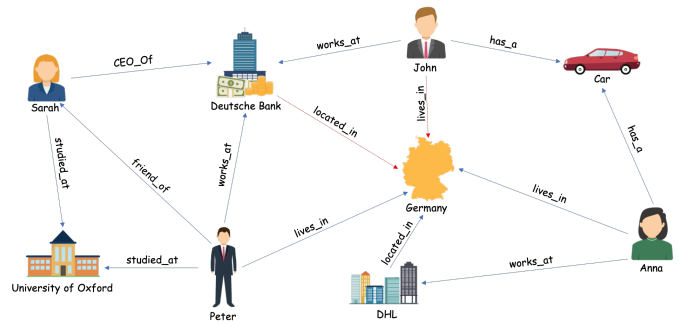 John
works_at
has_a
CEO_Of
Car
Sarah
Deutsche Bank
lives_in
located_in
studied_at
friend_of
works_at
has_a
lives_in
Germany
lives_in
located_in
studied_at
works_at
Anna
University of Oxford
Peter
DHL